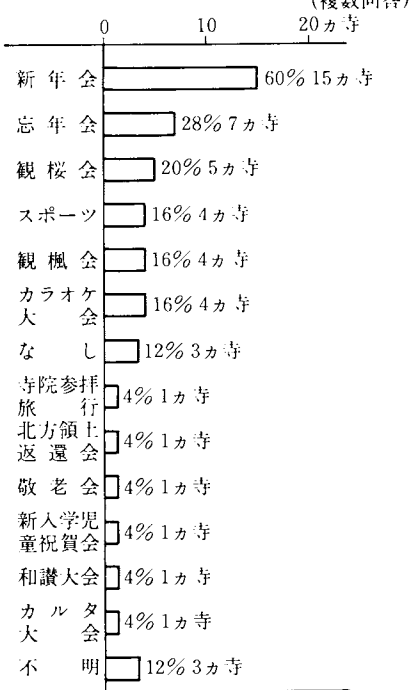 (複数回答)
0 10 20ヵ寺
新年会 60% 15ヵ寺
忘年会 28% 7ヵ寺
観桜会 20% 5ヵ寺
スポーツ 16% 4ヵ寺
観楓会 16% 4ヵ寺
カラオケ
大会 16% 4ヵ寺
なし 12% 3ヵ寺
寺院参拝
旅行 4% 1ヵ寺
北方領土
返還会 4% 1ヵ寺
敬老会 4% 1ヵ寺
新入学児
童祝賀会 4% 1ヵ寺
和讃大会 4% 1ヵ寺
カルタ
大会 4% 1ヵ寺
不明 12% 3ヵ寺